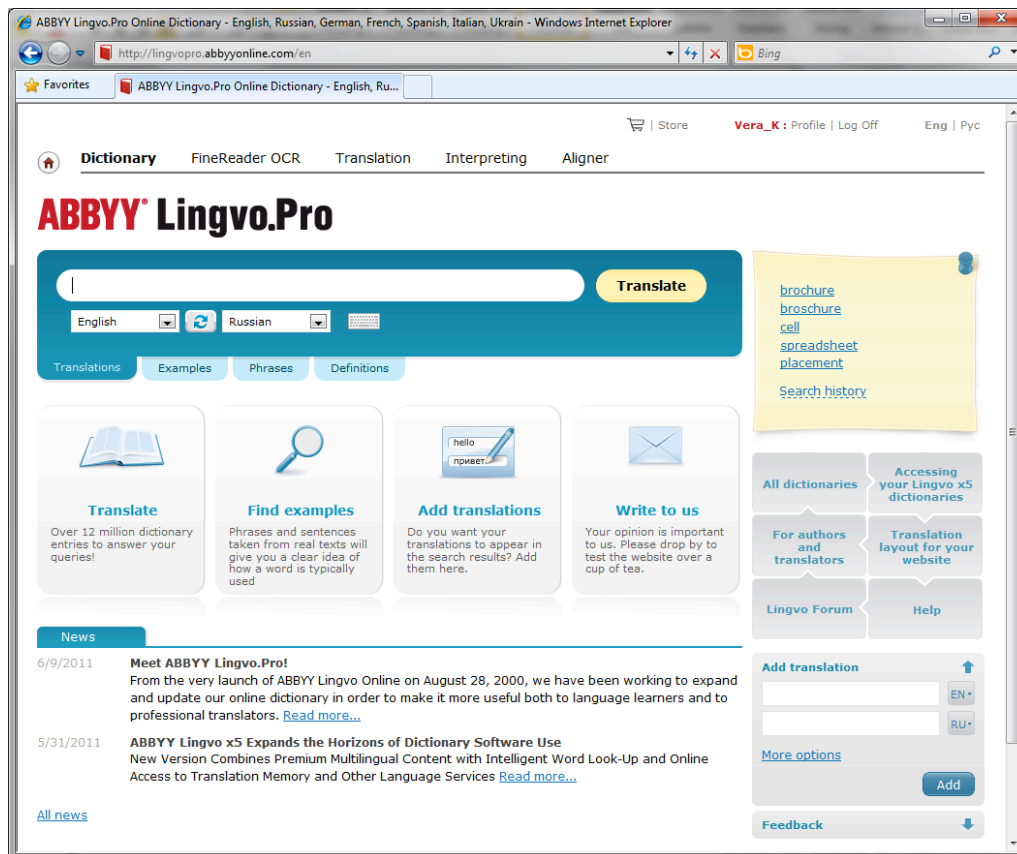 ABBYY Lingvo.Pro Online Dictionary - English, Russian, German, French, Spanish, Italian, Ukrain - Windows Internet Explorer
http://lingvopro.abbyyonline.com/en
Bing
Favorites
ABBYY Lingvo.Pro Online Dictionary - English, Ru...
Store
Vera_K : Profile | Log Off
Eng | Рус
Dictionary FineReader OCR Translation Interpreting Aligner
ABBYY® Lingvo.Pro
Translate
English Russian
Translations Examples Phrases Definitions
brochure
broschure
cell
spreadsheet
placement
Search history
hello
привет
Translate
Over 12 million dictionary
entries to answer your
queries!
Find examples
Phrases and sentences
taken from real texts will
give you a clear idea of
how a word is typically
used
Add translations
Do you want your
translations to appear in
the search results? Add
them here.
Write to us
Your opinion is important
to us. Please drop by to
test the website over a
cup of tea.
All dictionaries
Accessing
your Lingvo x5
dictionaries
For authors
and
translators
Translation
layout for your
website
Lingvo Forum
Help
News
6/9/2011 Meet ABBYY Lingvo.Pro!
From the very launch of ABBYY Lingvo Online on August 28, 2000, we have been working to expand
and update our online dictionary in order to make it more useful both to language learners and to
professional translators. Read more...
5/31/2011 ABBYY Lingvo x5 Expands the Horizons of Dictionary Software Use
New Version Combines Premium Multilingual Content with Intelligent Word Look-Up and Online
Access to Translation Memory and Other Language Services Read more...
All news
Add translation
EN
RU
More options
Add
Feedback